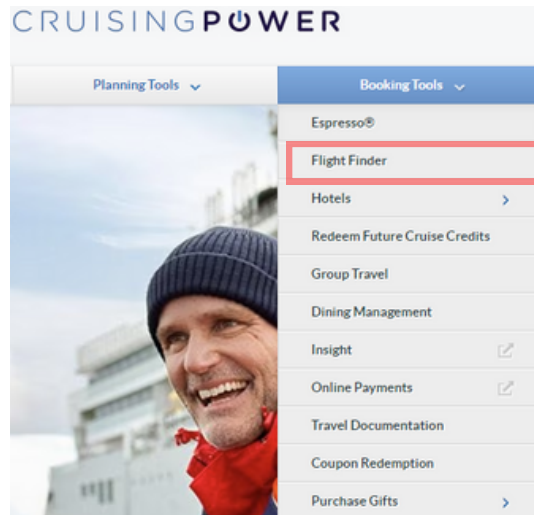 CRUISINGPOWER
Planning Tools
Booking Tools
Espresso®
Flight Finder
Hotels
Redeem Future Cruise Credits
Group Travel
Dining Management
Insight
Online Payments
Travel Documentation
Coupon Redemption
Purchase Gifts